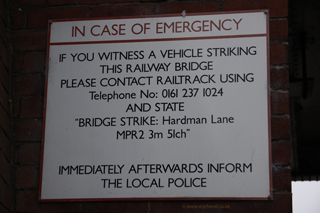 IN CASE OF EMERGENCY
IF YOU WITNESS A VEHICLE STRIKING
THIS RAILWAY BRIDGE
PLEASE CONTACT RAILTRACK USING
Telephone No: 0161 237 1024
AND STATE
"BRIDGE STRIKE: Hardman Lane
MPR2 3m 51ch"
IMMEDIATELY AFTERWARDS INFORM
THE LOCAL POLICE